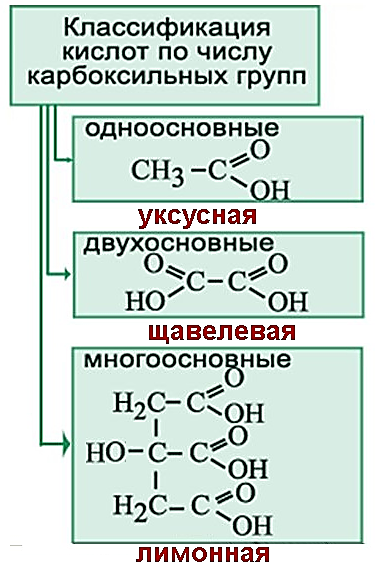 Классификация
кислот по числу
карбоксильных групп
одноосновные
O
CH3–C
OH
уксусная
двухосновные
O O
C–C
HO OH
щавелевая
многоосновные
O
H2C–C
OH
O
HO–C–C
OH
O
H2C–C
OH
лимонная